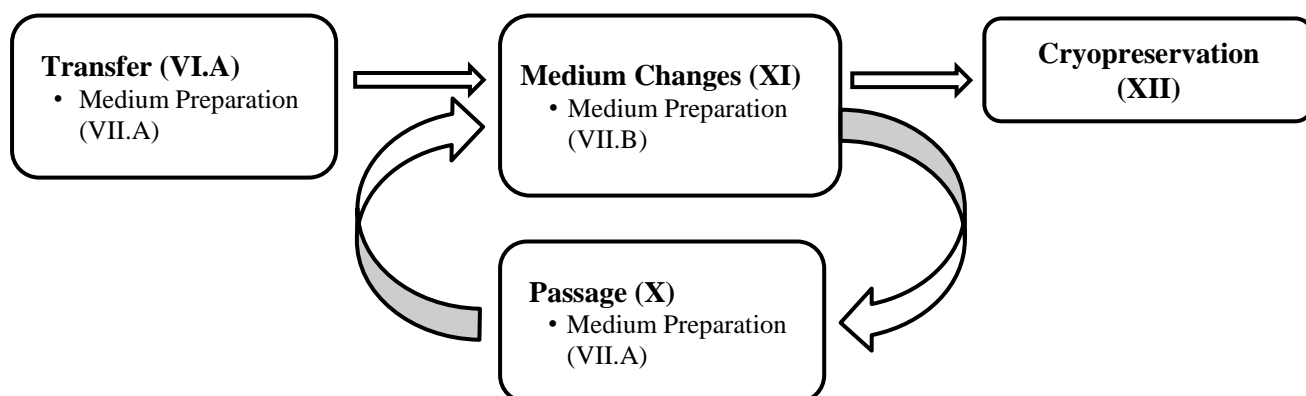 Transfer (VI.A)
• Medium Preparation
(VII.A)
Medium Changes (XI)
• Medium Preparation
(VII.B)
Cryopreservation
(XII)
Passage (X)
• Medium Preparation
(VII.A)